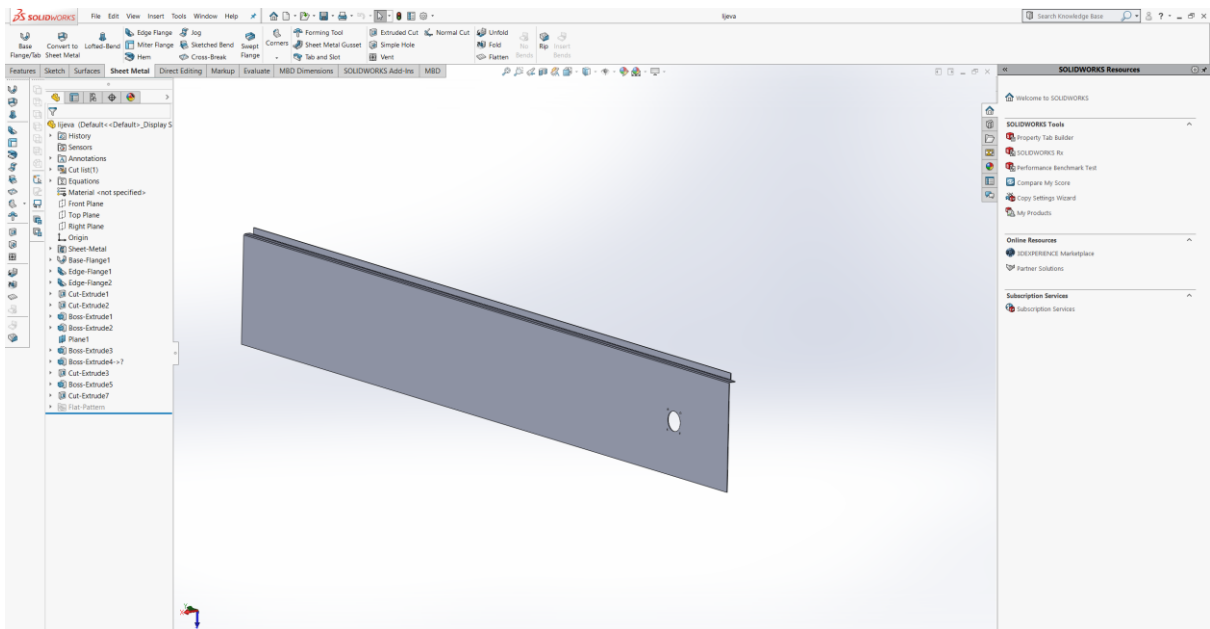 SOLIDWORKS File Edit View Insert Tools Window Help lijeva Search Knowledge Base
Base Flange/Tab
Convert to Sheet Metal
Lofted-Bend
Edge Flange
Miter Flange
Hem
Jog
Sketched Bend
Cross-Break
Swept Flange
Corners
Forming Tool
Sheet Metal Gusset
Tab and Slot
Extruded Cut
Simple Hole
Vent
Normal Cut
Unfold
Fold
Flatten
No Bends
Rip
Insert Bends
Features Sketch Surfaces Sheet Metal Direct Editing Markup Evaluate MBD Dimensions SOLIDWORKS Add-Ins MBD
lijeva (Default<<Default>_Display S
History
Sensors
Annotations
Cut list(1)
Equations
Material <not specified>
Front Plane
Top Plane
Right Plane
Origin
Sheet-Metal
Base-Flange1
Edge-Flange1
Edge-Flange2
Cut-Extrude1
Cut-Extrude2
Boss-Extrude1
Boss-Extrude2
Plane1
Boss-Extrude3
Boss-Extrude4->?
Cut-Extrude3
Boss-Extrude5
Cut-Extrude7
Flat-Pattern
SOLIDWORKS Resources
Welcome to SOLIDWORKS
SOLIDWORKS Tools
Property Tab Builder
SOLIDWORKS Rx
Performance Benchmark Test
Compare My Score
Copy Settings Wizard
My Products
Online Resources
3DEXPERIENCE Marketplace
Partner Solutions
Subscription Services
Subscription Services